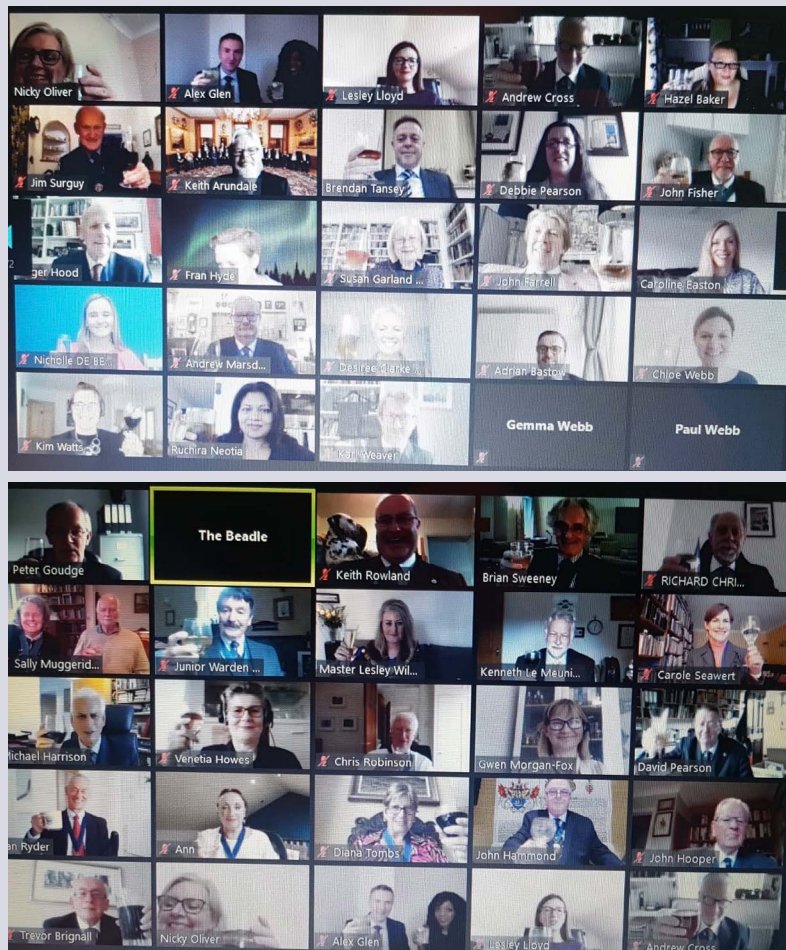 Nicky Oliver
Alex Glen
Lesley Lloyd
Andrew Cross
Hazel Baker
Jim Surguy
Keith Arundale
Brendan Tansey
Debbie Pearson
John Fisher
2
ger Hood
Fran Hyde
Susan Garland ...
John Farrell
Caroline Easton
Nicholle DE BE...
Andrew Marsd...
Desiree Clarke...
Adrian Bastow
Chloe Webb
Kim Watts
Ruchira Neotia
Karl Weaver
Gemma Webb
Paul Webb
Peter Goudge
The Beadle
Keith Rowland
Brian Sweeney
RICHARD CHRI...
Sally Muggerid...
Junior Warden ...
Master Lesley Wil...
Kenneth Le Meuni...
Carole Seawert
Michael Harrison
Venetia Howes
Chris Robinson
Gwen Morgan-Fox
David Pearson
an Ryder
Ann
Diana Tombs
John Hammond
John Hooper
Trevor Brignall
Nicky Oliver
Alex Glen
Lesley Lloyd
Andrew Cross